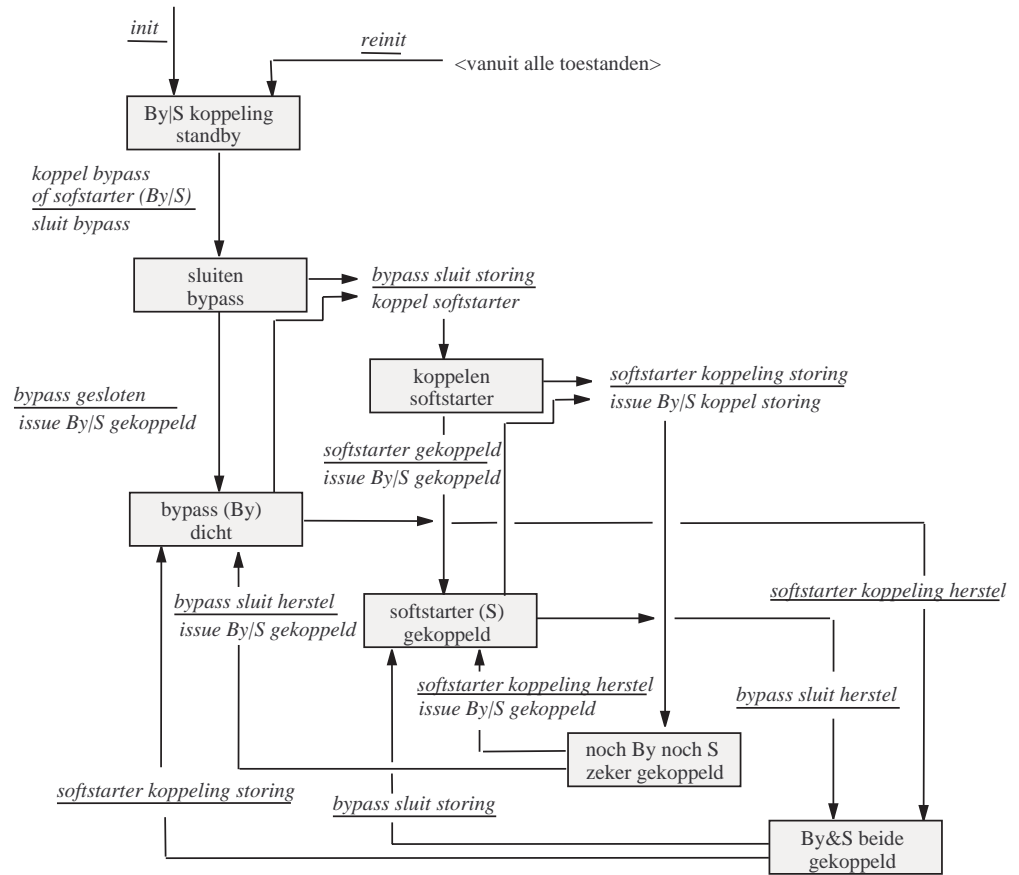 init
reinit
<vanuit alle toestanden>
By|S koppeling
standby
koppel bypass
of sofstarter (By/S)
sluit bypass
sluiten
bypass
bypass sluit storing
koppel softstarter
koppelen
softstarter
softstarter koppeling storing
issue By/S koppel storing
bypass gesloten
issue By/S gekoppeld
softstarter gekoppeld
issue By/S gekoppeld
bypass (By)
dicht
softstarter koppeling herstel
bypass sluit herstel
issue By/S gekoppeld
softstarter (S)
gekoppeld
softstarter koppeling herstel
issue By/S gekoppeld
bypass sluit herstel
noch By noch S
zeker gekoppeld
softstarter koppeling storing
bypass sluit storing
By&S beide
gekoppeld